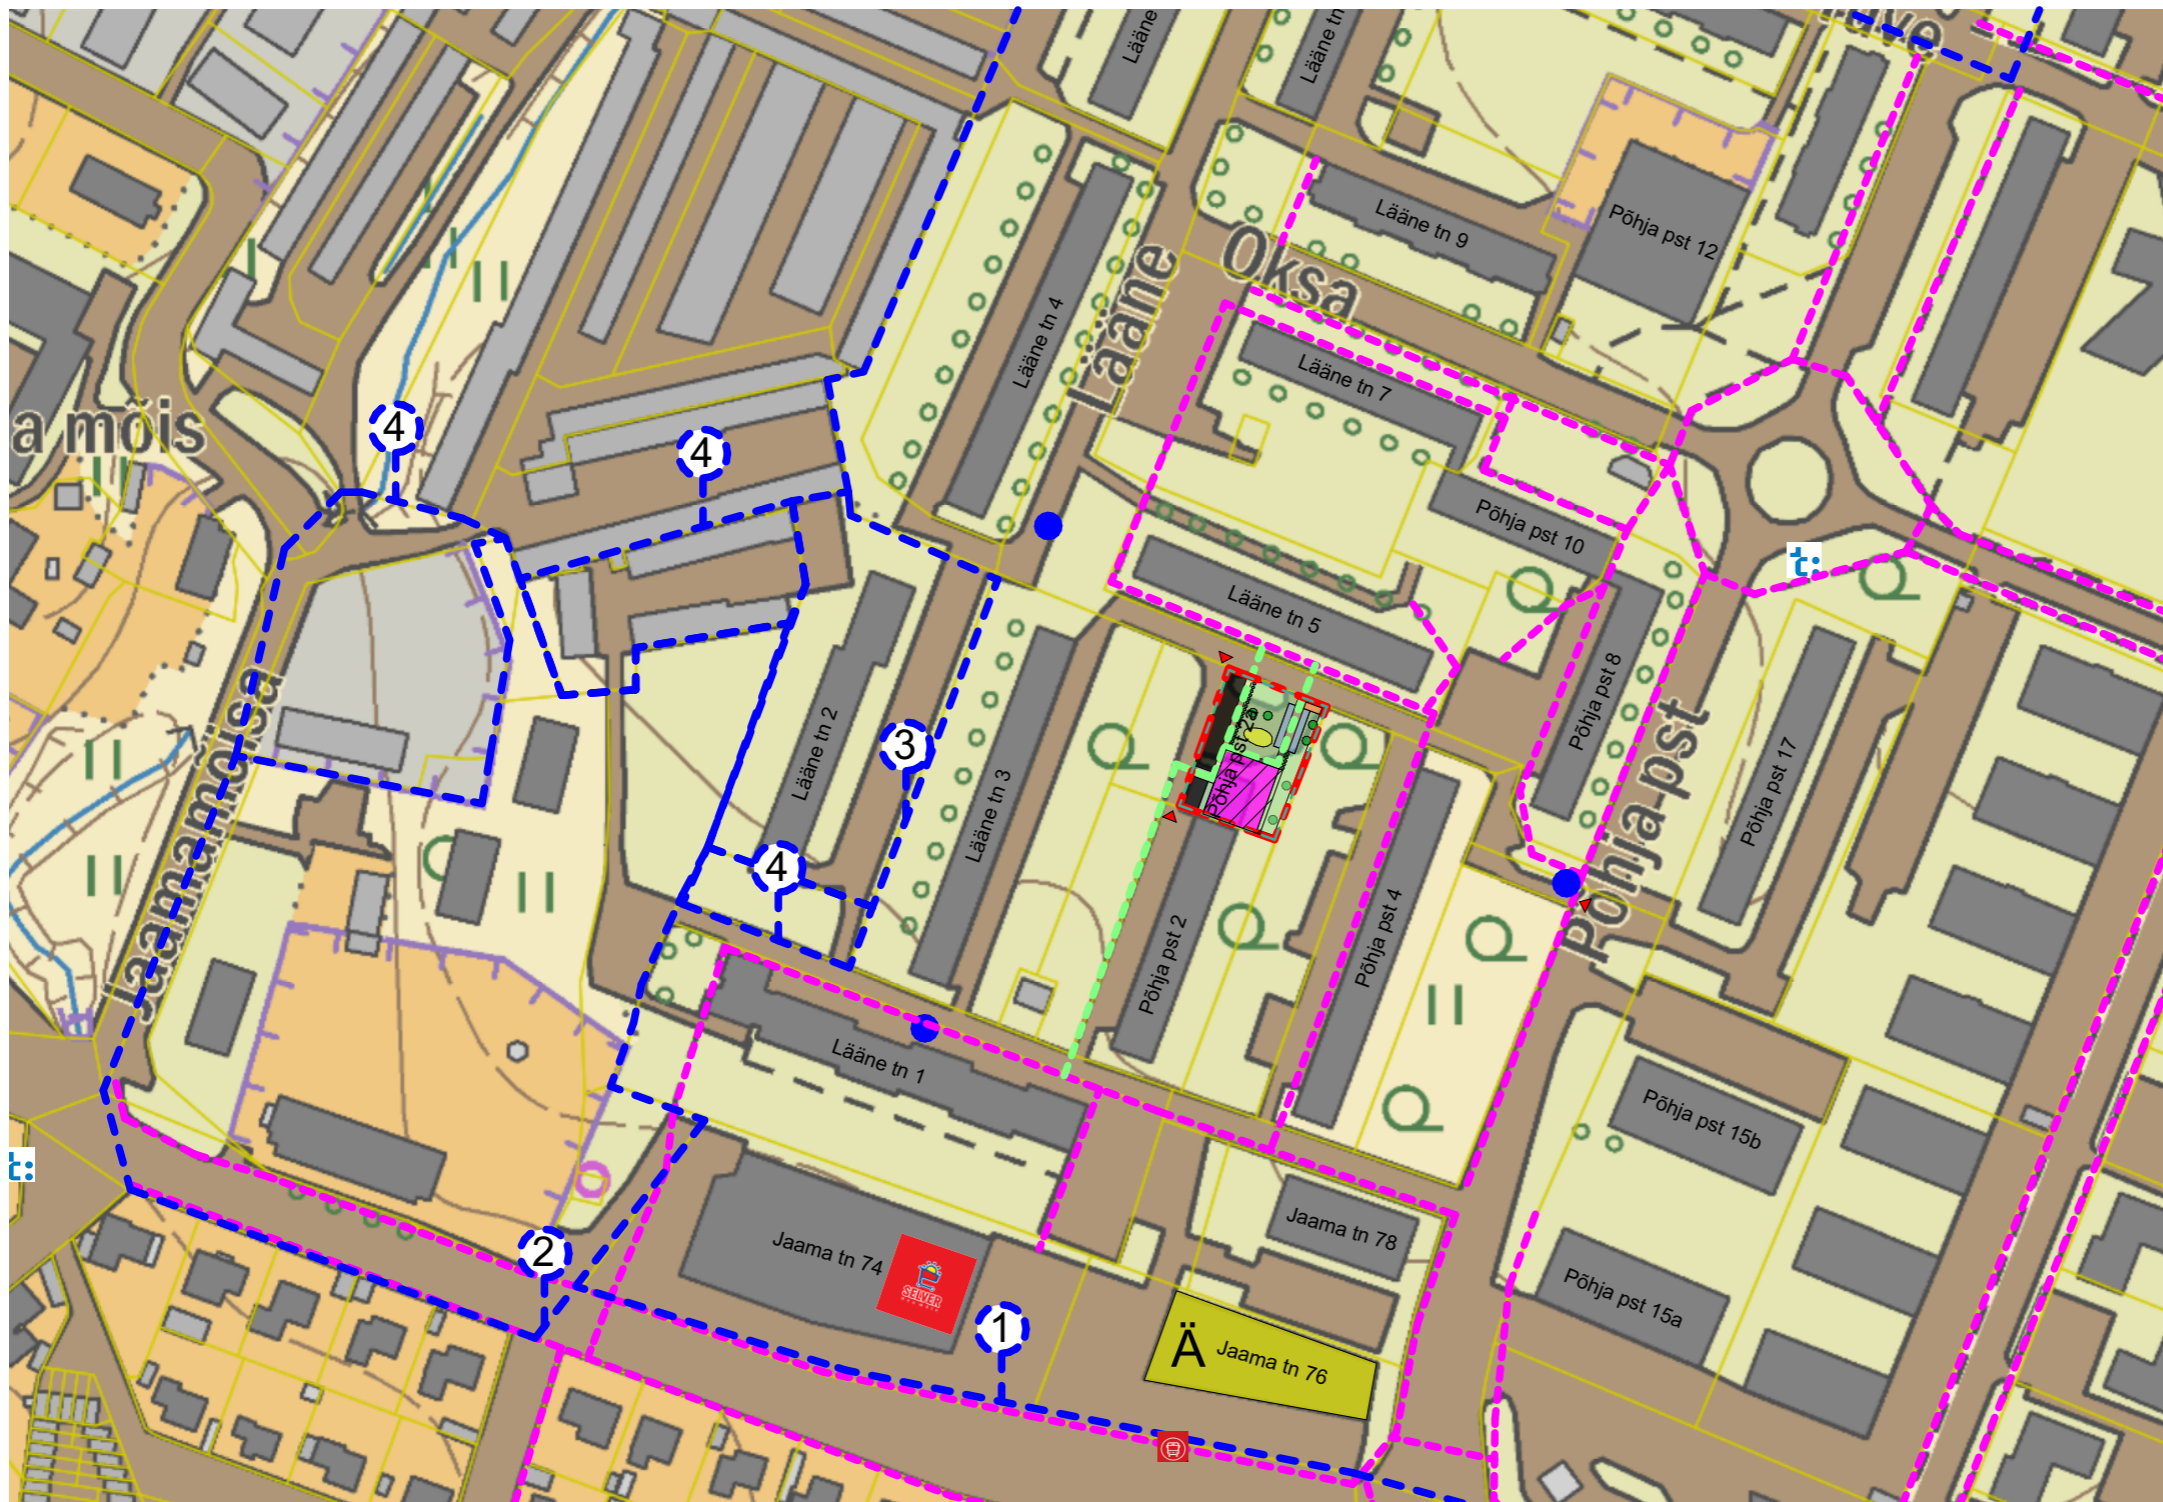 Lääne
Lääne tn
Lääne tn 9
Põhja pst 12
Oksa
Lääne
Lääne tn 4
Lääne tn 7
a mõis
4
4
Põhja pst 10
t:
Lääne tn 5
Põhja pst 8
Laamamõisa
Lääne tn 2
3
Lääne tn 3
Põhja pst 2a
Põhja pst
Põhja pst 17
4
Põhja pst 2
Põhja pst 4
Lääne tn 1
Põhja pst 15b
t:
2
Jaama tn 74
SELVER
Jaama tn 78
Põhja pst 15a
1
Ä
Jaama tn 76